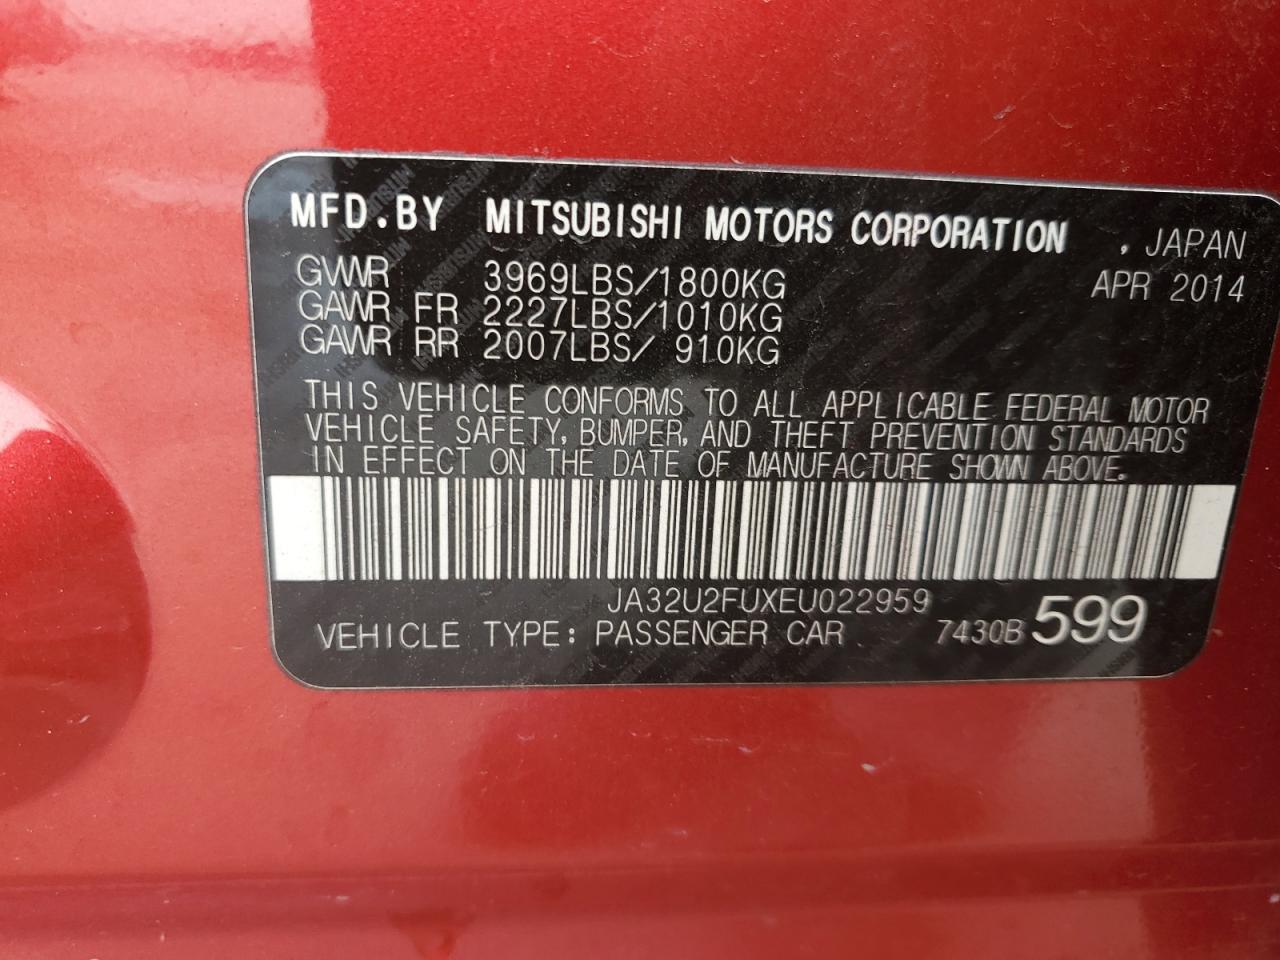 MFD.BY MITSUBISHI MOTORS CORPORATION , JAPAN
GVWR 3969LBS/1800KG APR 2014
GAWR FR 2227LBS/1010KG
GAWR RR 2007LBS/ 910KG
THIS VEHICLE CONFORMS TO ALL APPLICABLE FEDERAL MOTOR
VEHICLE SAFETY, BUMPER, AND THEFT PREVENTION STANDARDS
IN EFFECT ON THE DATE OF MANUFACTURE SHOWN ABOVE.
JA32U2FUXEU022959
VEHICLE TYPE: PASSENGER CAR 7430B 599